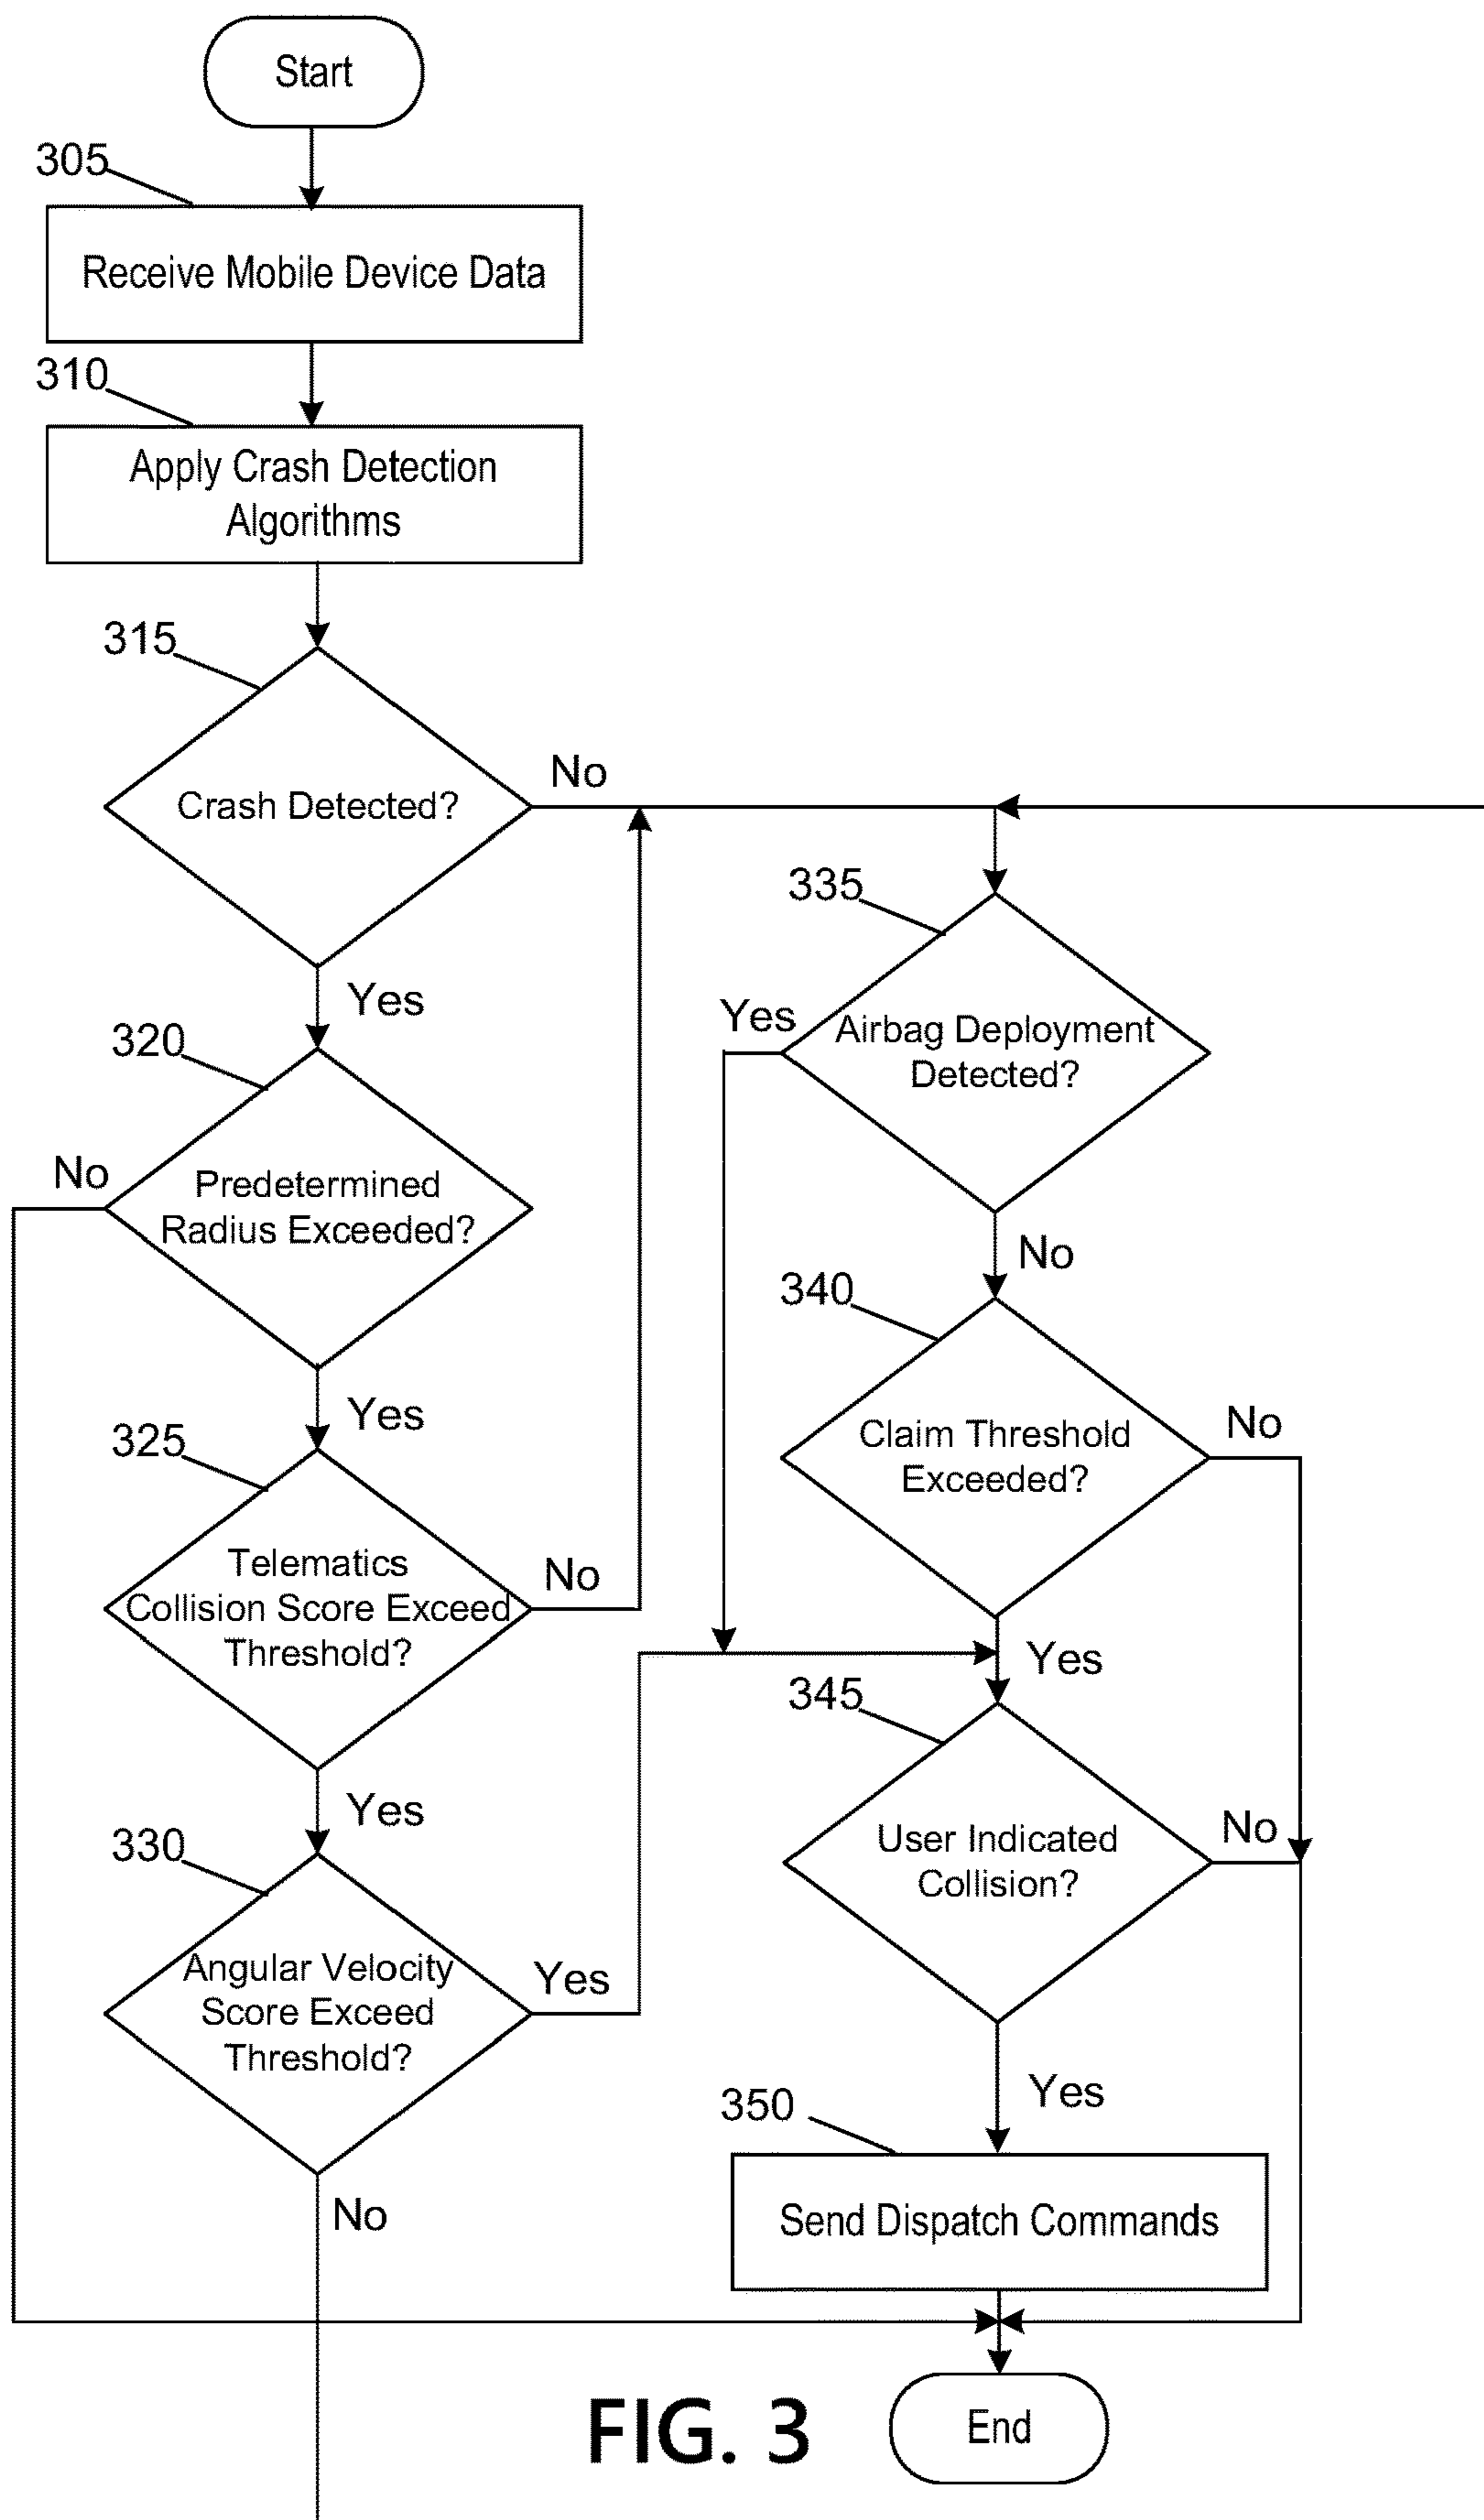 Start
305
Receive Mobile Device Data
310
Apply Crash Detection
Algorithms
315
Crash Detected?
No
Yes
320
Predetermined
Radius Exceeded?
No
Yes
325
Telematics
Collision Score Exceed
Threshold?
No
Yes
330
Angular Velocity
Score Exceed
Threshold?
Yes
No
335
Airbag Deployment
Detected?
Yes
No
340
Claim Threshold
Exceeded?
No
Yes
345
User Indicated
Collision?
No
Yes
350
Send Dispatch Commands
End
FIG. 3